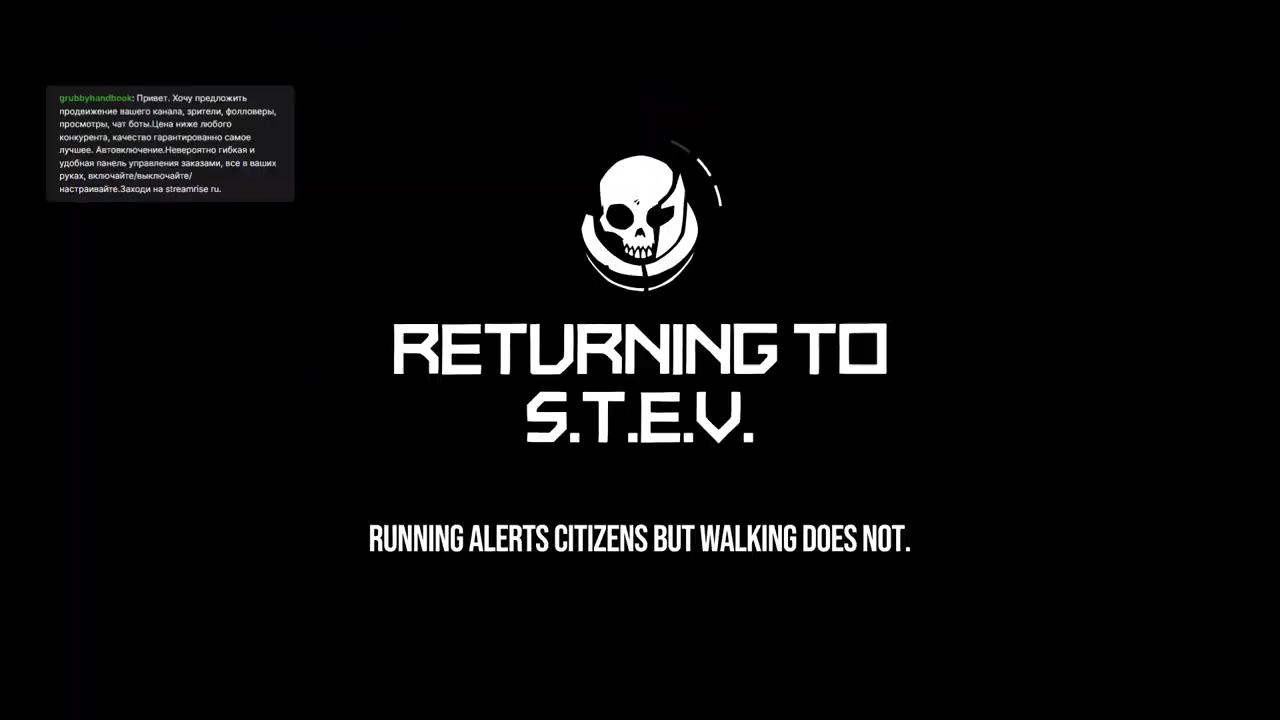 grubbyhandbook: Привет. Хочу предложить
продвижение вашего канала, зрители, фолловеры,
просмотры, чат боты.Цена ниже любого
конкурента, качество гарантированно самое
лучшее. Автовключение.Невероятно гибкая и
удобная панель управления заказами, все в ваших
руках, включайте/выключайте/
настраивайте.Заходи на streamrise ru.
RETURNING TO
S.T.E.V.
RUNNING ALERTS CITIZENS BUT WALKING DOES NOT.